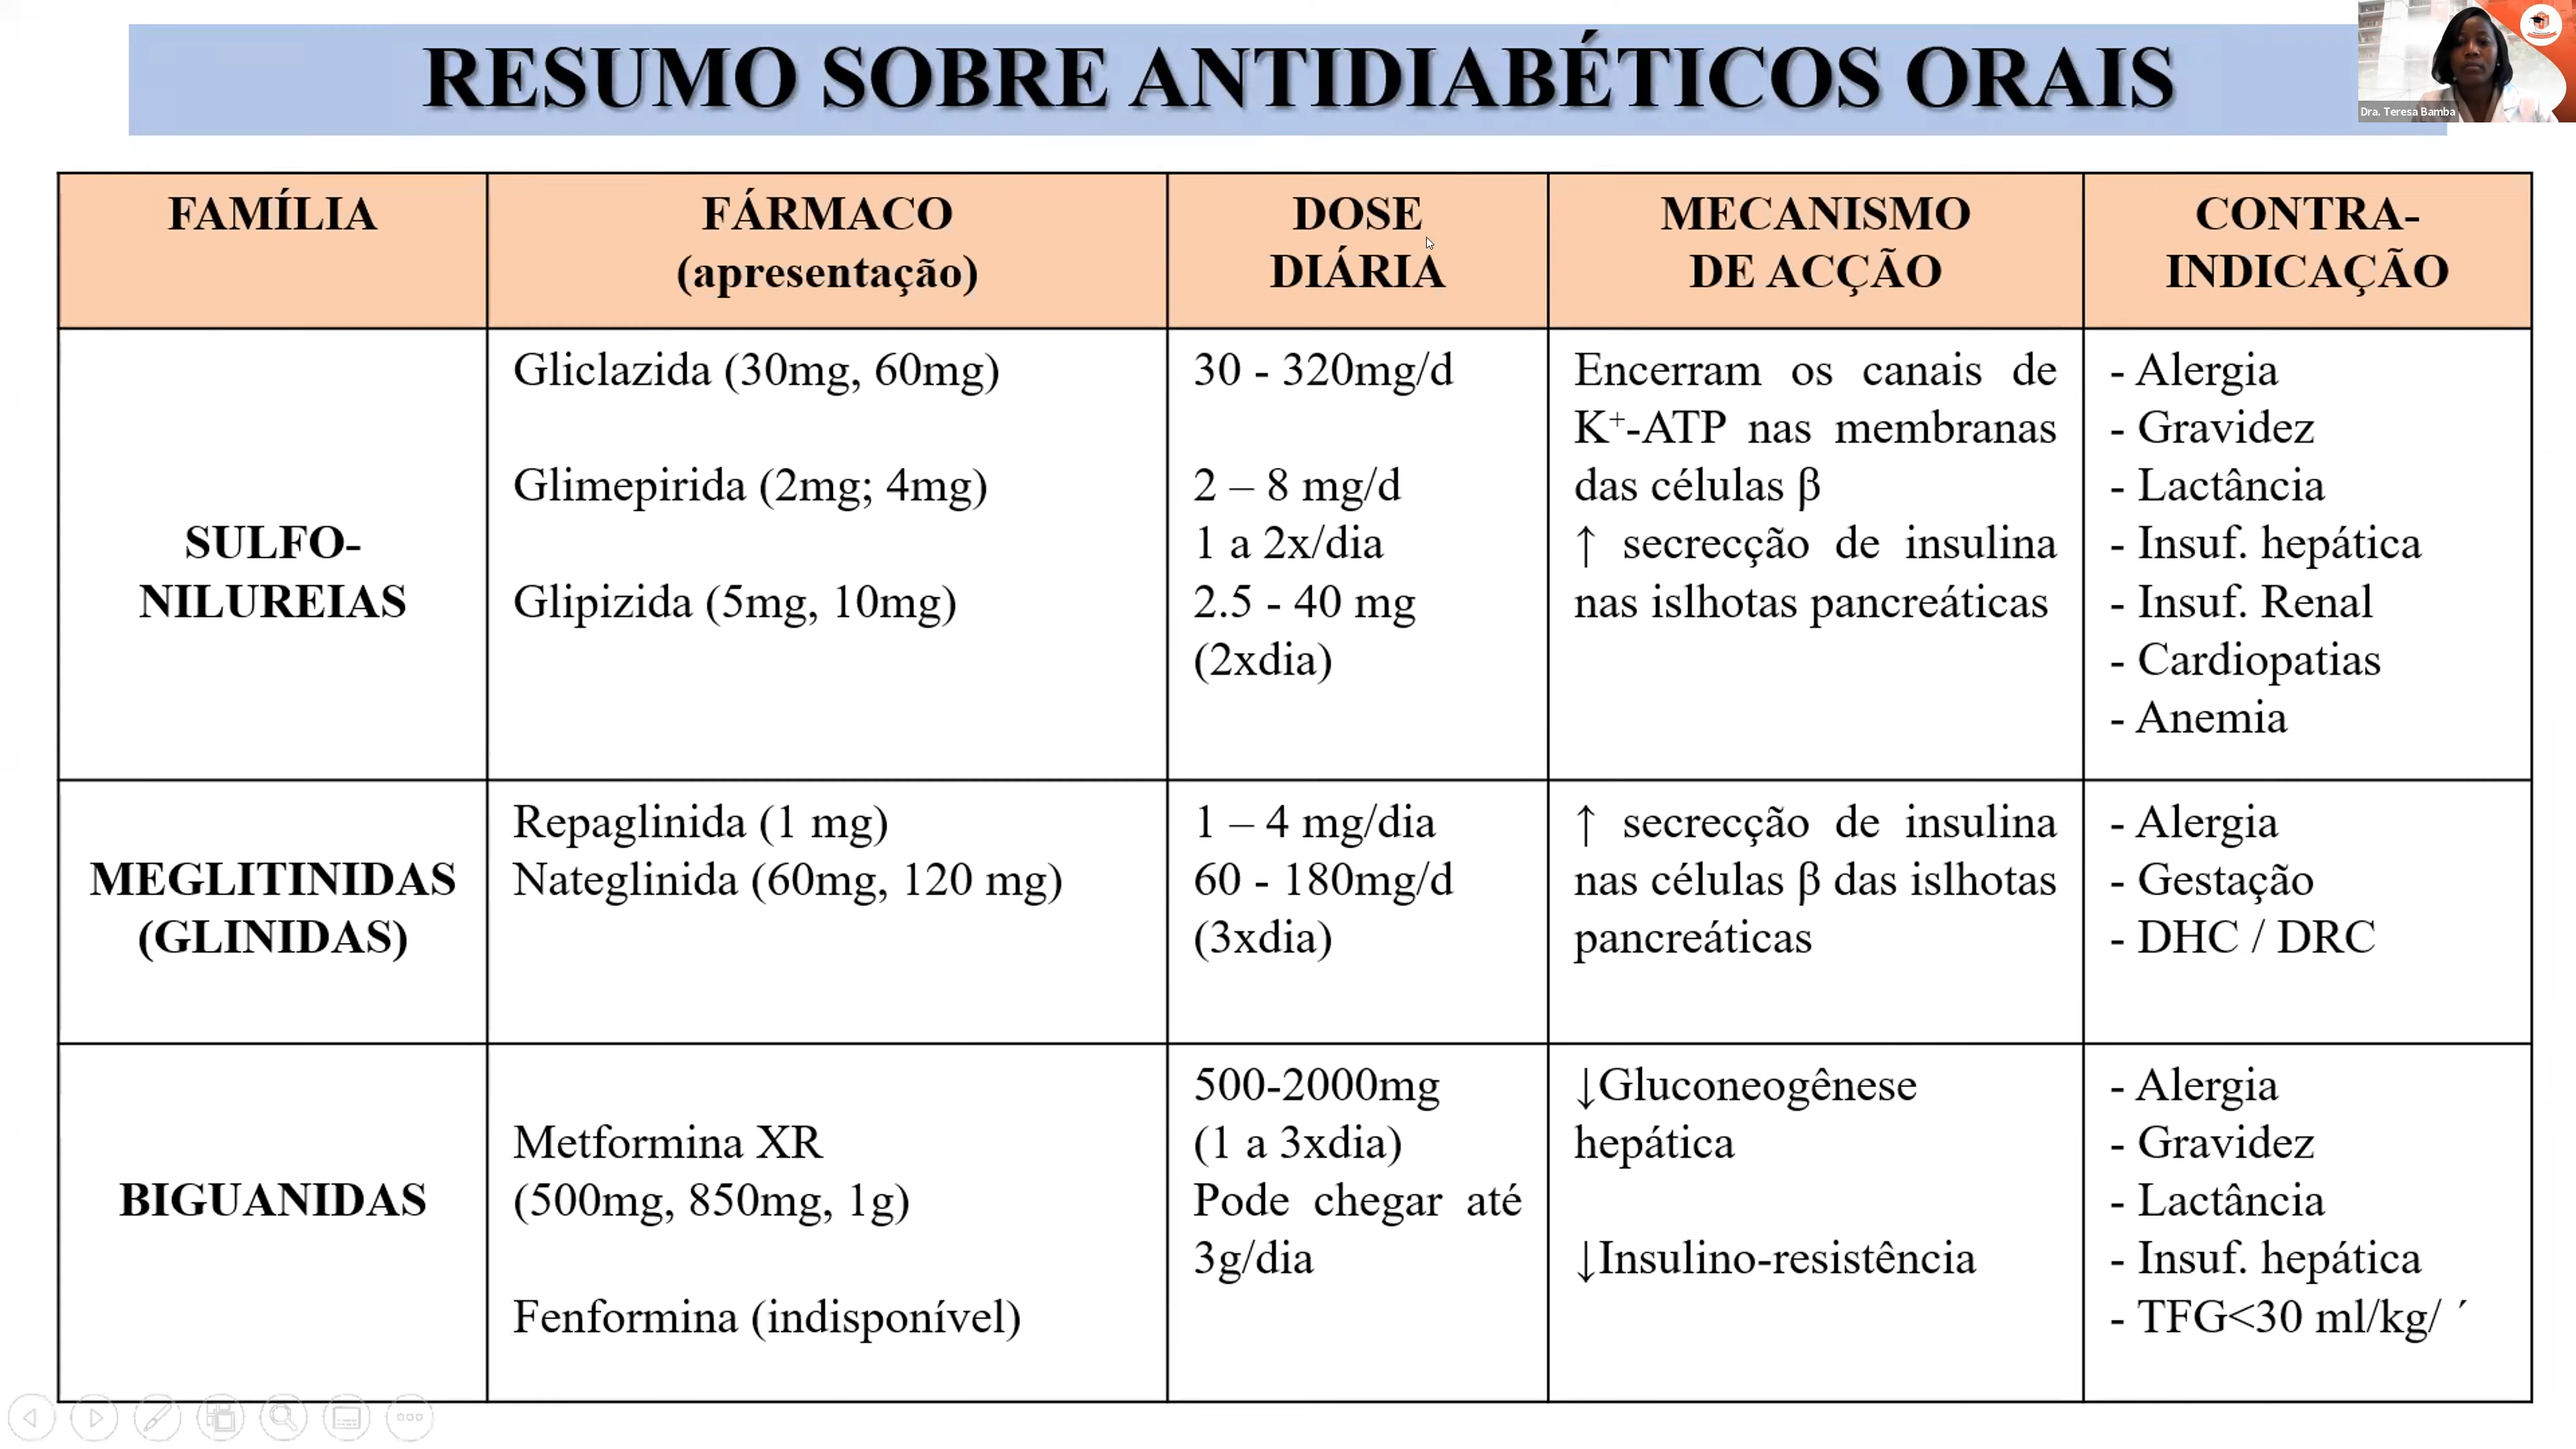 RESUMO SOBRE ANTIDIABÉTICOS ORAIS
Dra. Teresa Bamba
FAMÍLIA
FÁRMACO
(apresentação)
DOSE
DIÁRIA
MECANISMO
DE ACÇÃO
CONTRA-
INDICAÇÃO
SULFO-
NILUREIAS
Gliclazida (30mg, 60mg)
Glimepirida (2mg; 4mg)
Glipizida (5mg, 10mg)
30 - 320mg/d
2 – 8 mg/d
1 a 2x/dia
2.5 - 40 mg
(2xdia)
Encerram os canais de
K⁺-ATP nas membranas
das células β
↑ secrecção de insulina
nas islhotas pancreáticas
- Alergia
- Gravidez
- Lactância
- Insuf. hepática
- Insuf. Renal
- Cardiopatias
- Anemia
MEGLITINIDAS
(GLINIDAS)
Repaglinida (1 mg)
Nateglinida (60mg, 120 mg)
1 – 4 mg/dia
60 - 180mg/d
(3xdia)
↑ secrecção de insulina
nas células β das islhotas
pancreáticas
- Alergia
- Gestação
- DHC / DRC
BIGUANIDAS
Metformina XR
(500mg, 850mg, 1g)
Fenformina (indisponível)
500-2000mg
(1 a 3xdia)
Pode chegar até
3g/dia
↓Gluconeogênese
hepática
↓Insulino-resistência
- Alergia
- Gravidez
- Lactância
- Insuf. hepática
- TFG<30 ml/kg/ ´